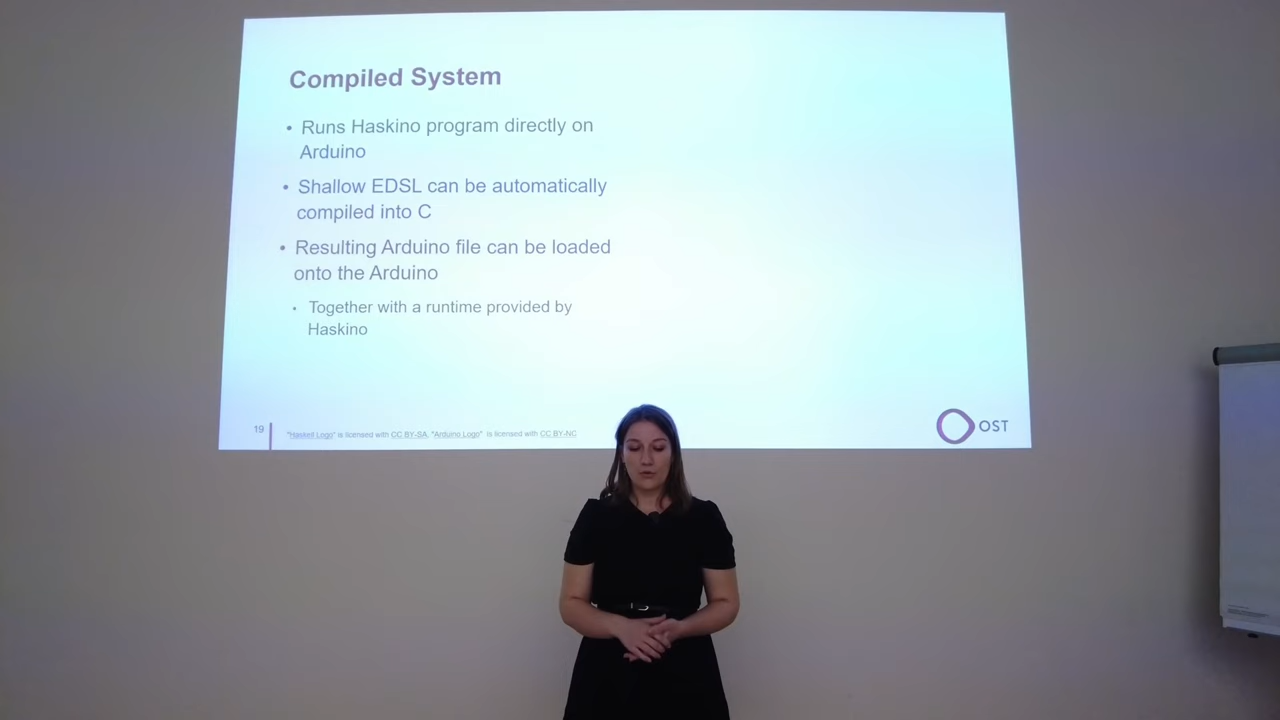 Compiled System
• Runs Haskino program directly on
Arduino
• Shallow EDSL can be automatically
compiled into C
• Resulting Arduino file can be loaded
onto the Arduino
• Together with a runtime provided by
Haskino
19
"Haskell Logo" is licensed with CC BY-SA, "Arduino Logo" is licensed with CC BY-NC
OST